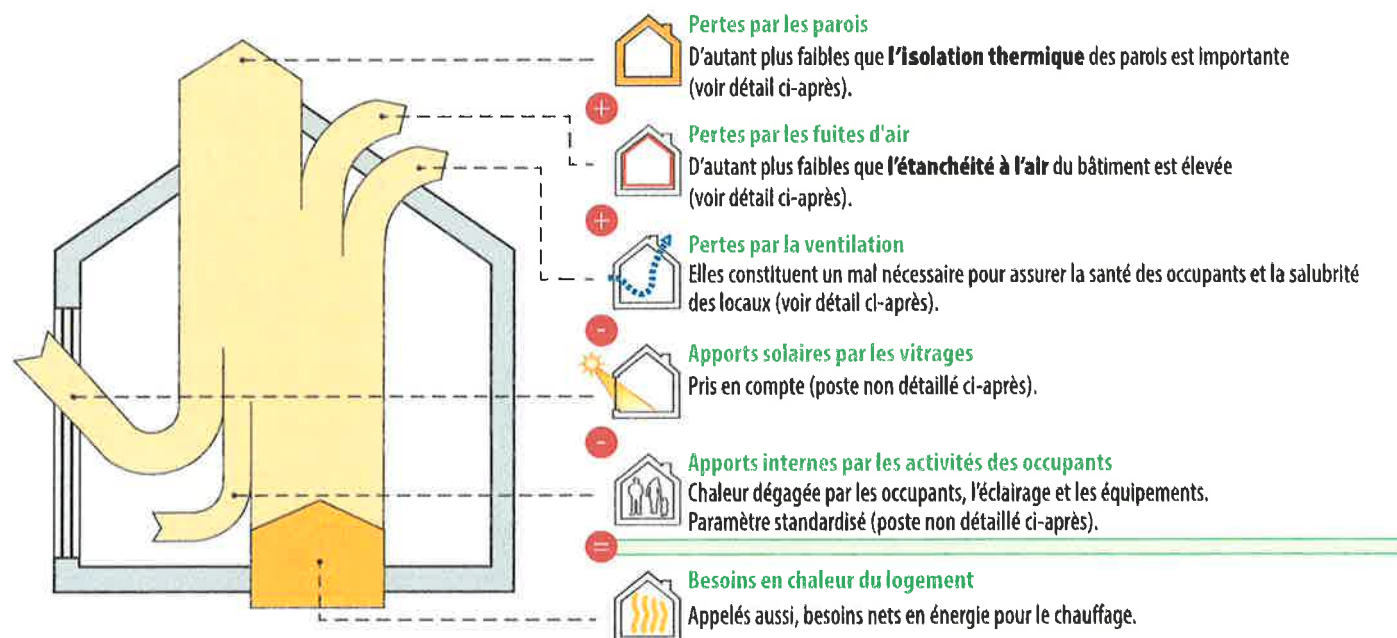 Pertes par les parois
D'autant plus faibles que l'isolation thermique des parois est importante
(voir détail ci-après).
+
Pertes par les fuites d'air
D'autant plus faibles que l'étanchéité à l'air du bâtiment est élevée
(voir détail ci-après).
+
Pertes par la ventilation
Elles constituent un mal nécessaire pour assurer la santé des occupants et la salubrité
des locaux (voir détail ci-après).
-
Apports solaires par les vitrages
Pris en compte (poste non détaillé ci-après).
-
Apports internes par les activités des occupants
Chaleur dégagée par les occupants, l'éclairage et les équipements.
Paramètre standardisé (poste non détaillé ci-après).
=
Besoins en chaleur du logement
Appelés aussi, besoins nets en énergie pour le chauffage.